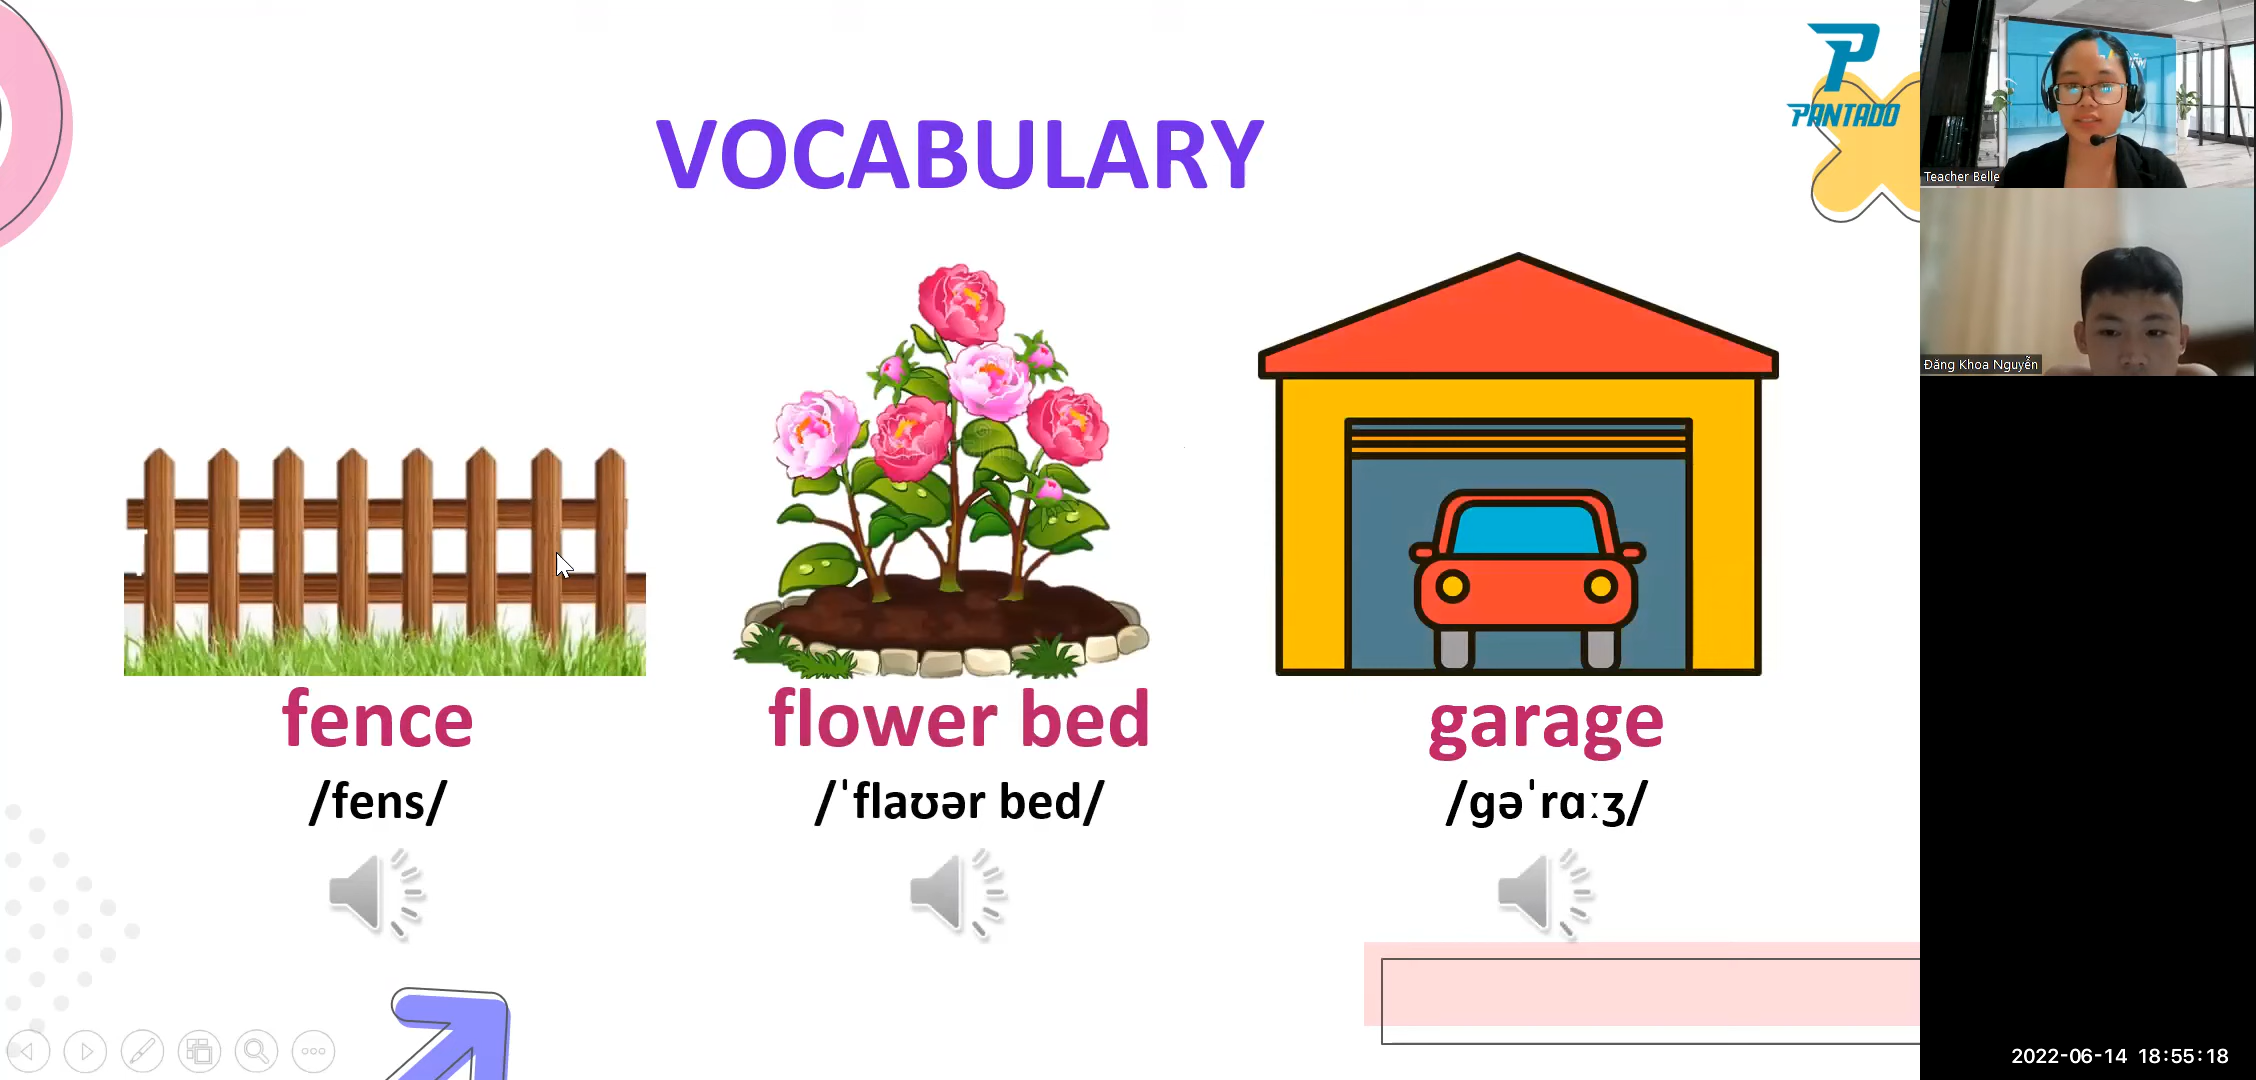 PANTADO
VOCABULARY
Teacher Belle
Đăng Khoa Nguyễn
fence
flower bed
garage
/fens/
/ˈflaʊər bed/
/ɡəˈrɑːʒ/
2022-06-14 18:55:18